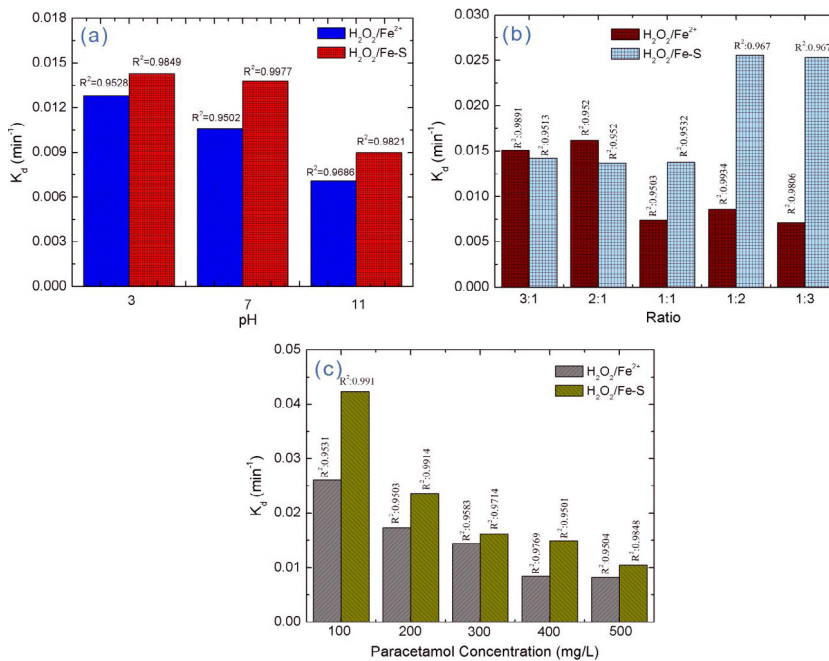 (a)
H₂O₂/Fe²⁺
H₂O₂/Fe-S
R²=0.9528
R²=0.9849
R²=0.9502
R²=0.9977
R²=0.9686
R²=0.9821
0.018
0.015
0.012
0.009
0.006
0.003
0.000
K_d (min⁻¹)
3 7 11
pH
(b)
H₂O₂/Fe²⁺
H₂O₂/Fe-S
R²:0.9891
R²:0.9513
R²:0.952
R²:0.952
R²:0.9503
R²:0.9532
R²:0.9934
R²:0.967
R²:0.9806
R²:0.967
0.030
0.025
0.020
0.015
0.010
0.005
0.000
K_d (min⁻¹)
3:1 2:1 1:1 1:2 1:3
Ratio
(c)
H₂O₂/Fe²⁺
H₂O₂/Fe-S
R²:0.9531
R²:0.991
R²:0.9503
R²:0.9914
R²:0.9583
R²:0.9714
R²:0.9769
R²:0.9501
R²:0.9504
R²:0.9848
0.05
0.04
0.03
0.02
0.01
0.00
K_d (min⁻¹)
100 200 300 400 500
Paracetamol Concentration (mg/L)